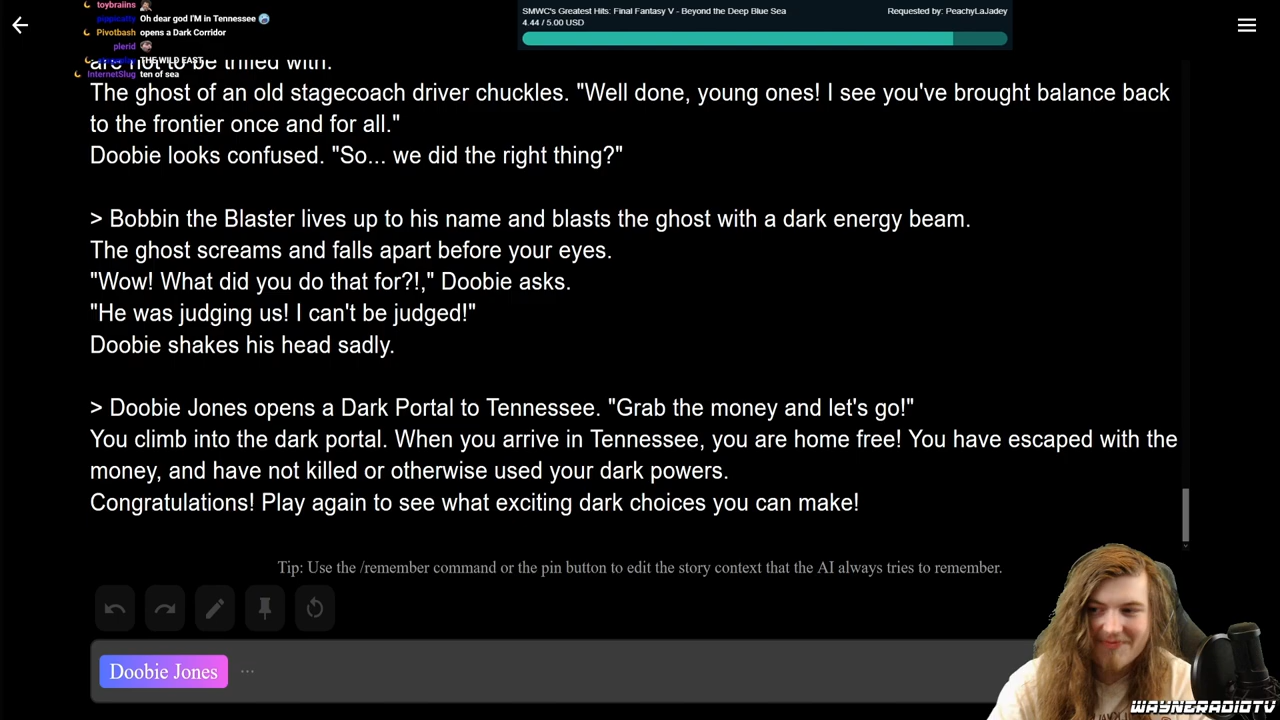 toybraiins
Oh dear god I'M in Tennessee
Pivotbash opens a Dark Corridor
plerid
THE WILD EAST
InternetSlug ten of sea
SMWC's Greatest Hits: Final Fantasy V - Beyond the Deep Blue Sea
Requested by: PeachyLaJadey
4.44 / 5.00 USD
are not to be trifled with.
The ghost of an old stagecoach driver chuckles. "Well done, young ones! I see you've brought balance back
to the frontier once and for all."
Doobie looks confused. "So... we did the right thing?"
> Bobbin the Blaster lives up to his name and blasts the ghost with a dark energy beam.
The ghost screams and falls apart before your eyes.
"Wow! What did you do that for?!," Doobie asks.
"He was judging us! I can't be judged!"
Doobie shakes his head sadly.
> Doobie Jones opens a Dark Portal to Tennessee. "Grab the money and let's go!"
You climb into the dark portal. When you arrive in Tennessee, you are home free! You have escaped with the
money, and have not killed or otherwise used your dark powers.
Congratulations! Play again to see what exciting dark choices you can make!
Tip: Use the /remember command or the pin button to edit the story context that the AI always tries to remember.
Doobie Jones ...
WAYNERADIOTV